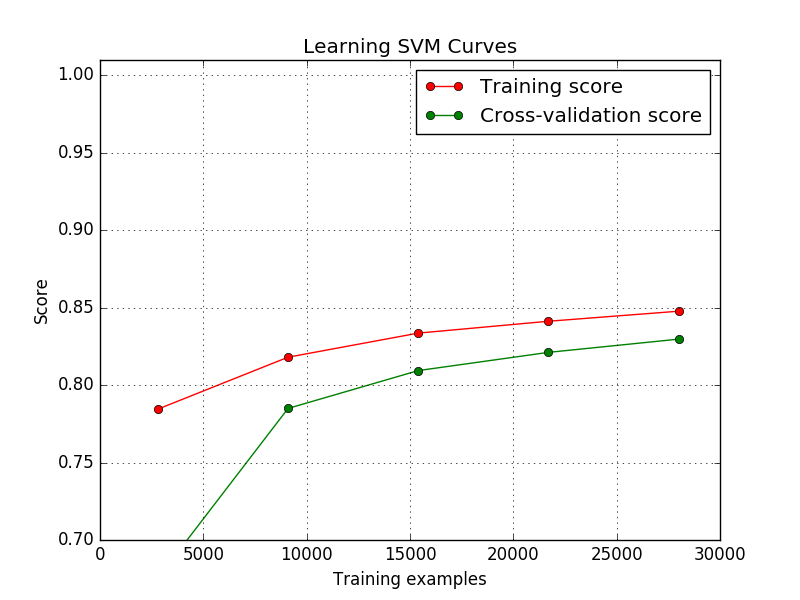 Learning SVM Curves
Training score
Cross-validation score
1.00
0.95
0.90
0.85
0.80
0.75
0.70
Score
0
5000
10000
15000
20000
25000
30000
Training examples